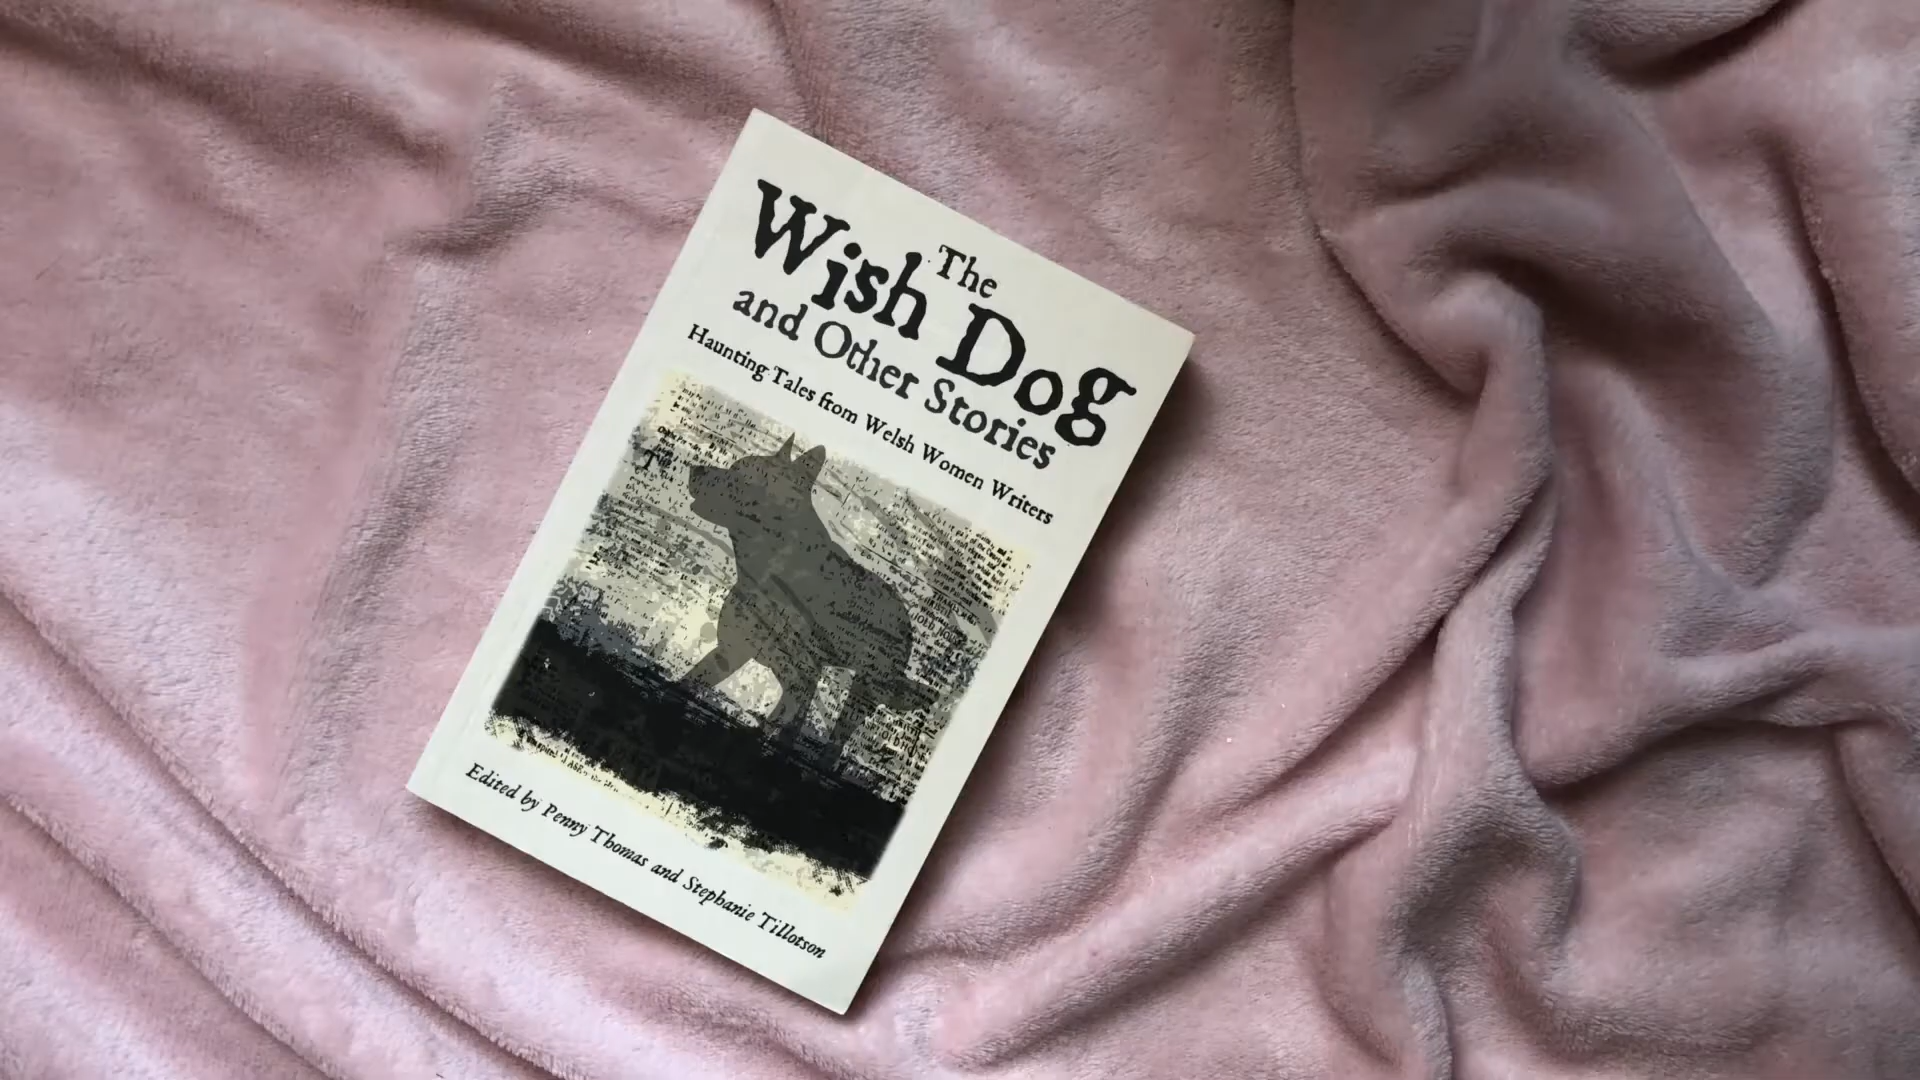 The
Wish Dog
and Other Stories
Haunting Tales from Welsh Women Writers
Edited by Penny Thomas and Stephanie Tillotson